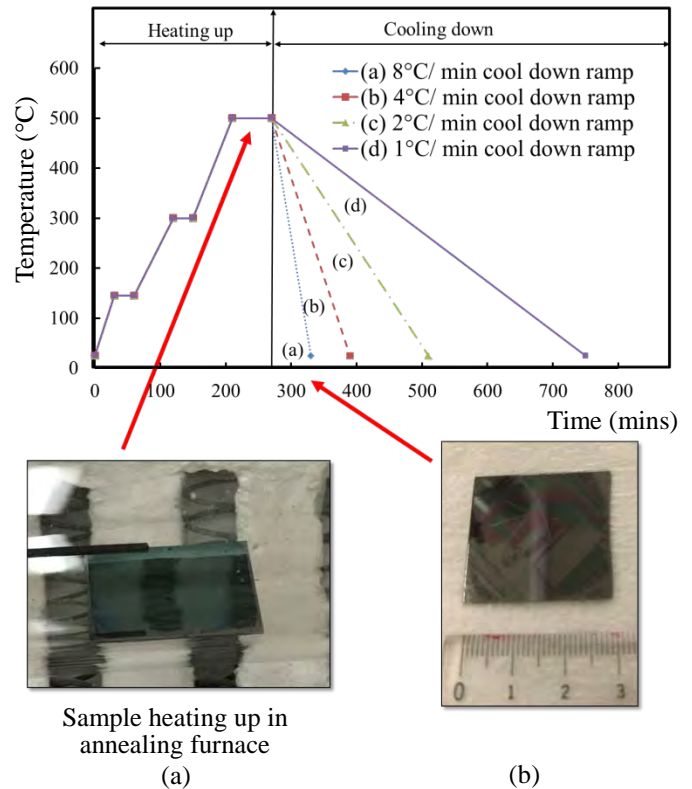 Heating up
Cooling down
600
500
400
300
200
100
0
Temperature (°C)
(a) 8°C/ min cool down ramp
(b) 4°C/ min cool down ramp
(c) 2°C/ min cool down ramp
(d) 1°C/ min cool down ramp
(d)
(c)
(b)
(a)
0 100 200 300 400 500 600 700 800
Time (mins)
0 1 2 3
Sample heating up in
annealing furnace
(a)
(b)